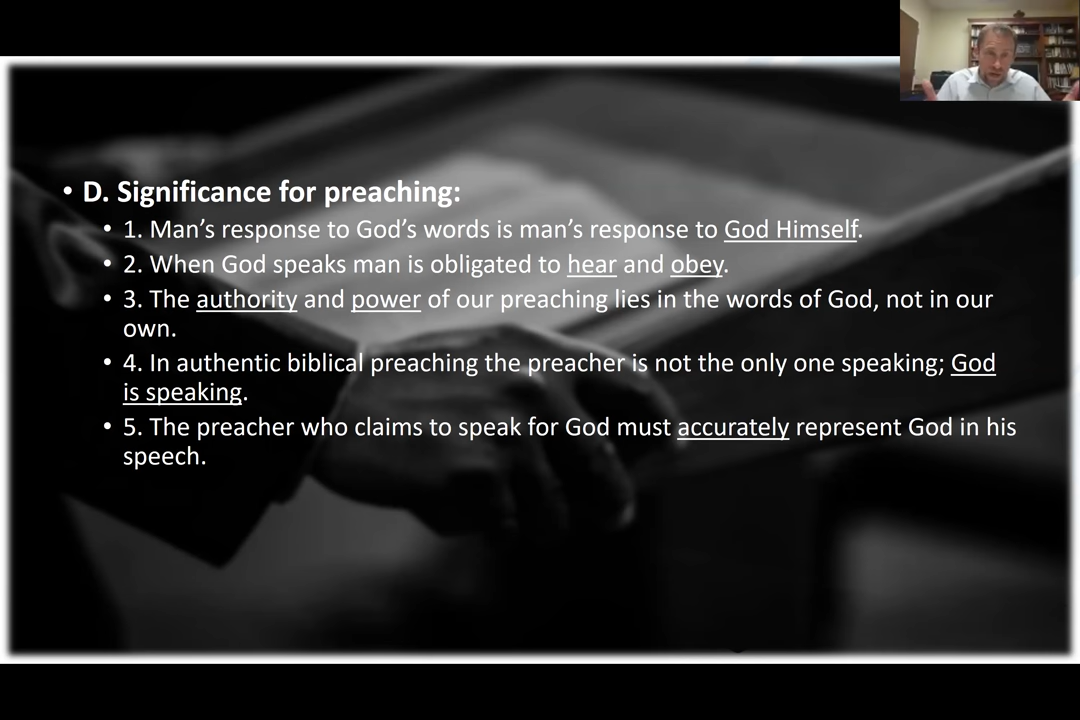 • D. Significance for preaching:
• 1. Man’s response to God’s words is man’s response to God Himself.
• 2. When God speaks man is obligated to hear and obey.
• 3. The authority and power of our preaching lies in the words of God, not in our
own.
• 4. In authentic biblical preaching the preacher is not the only one speaking; God
is speaking.
• 5. The preacher who claims to speak for God must accurately represent God in his
speech.